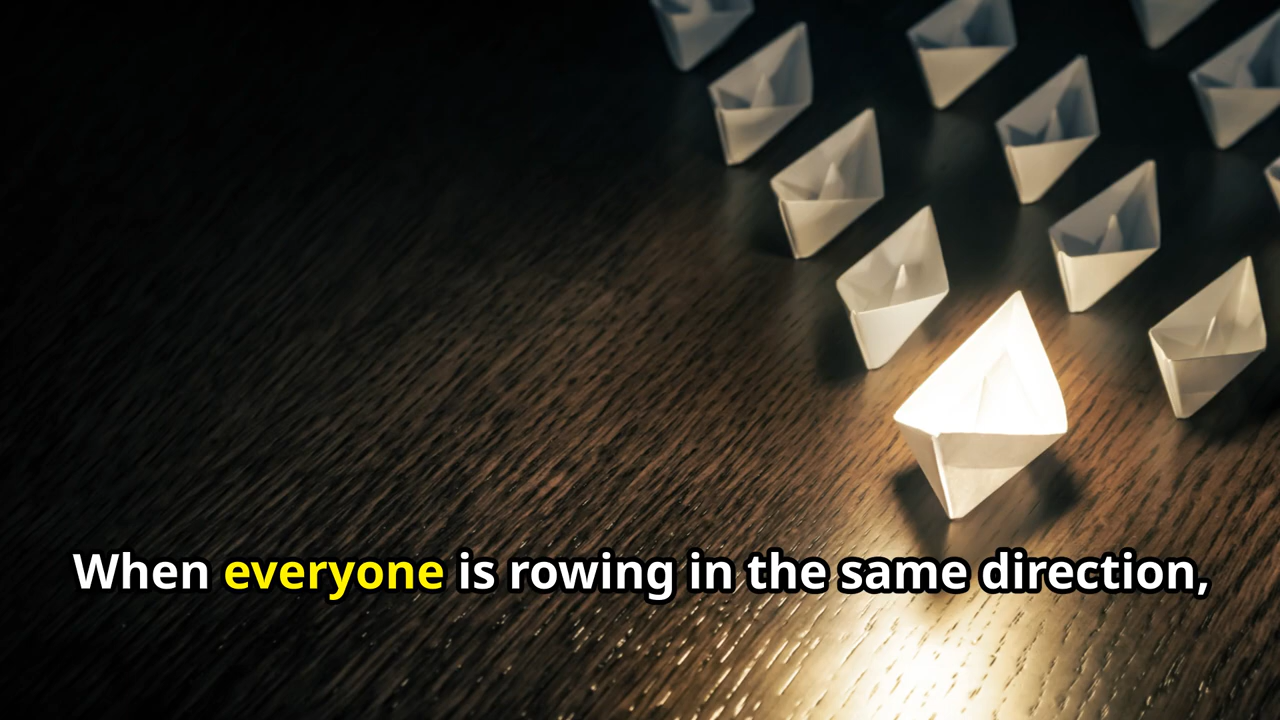 When everyone is rowing in the same direction,